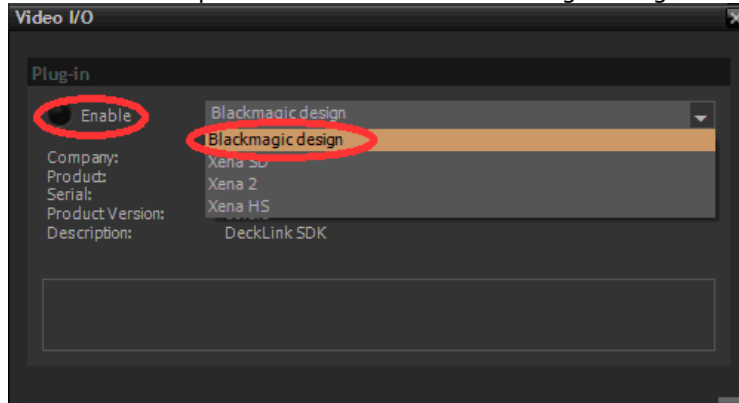 Video I/O
Plug-in
Enable
Blackmagic design
Blackmagic design
Xena SD
Xena 2
Xena HS
Company:
Product:
Serial:
Product Version:
Description: DeckLink SDK